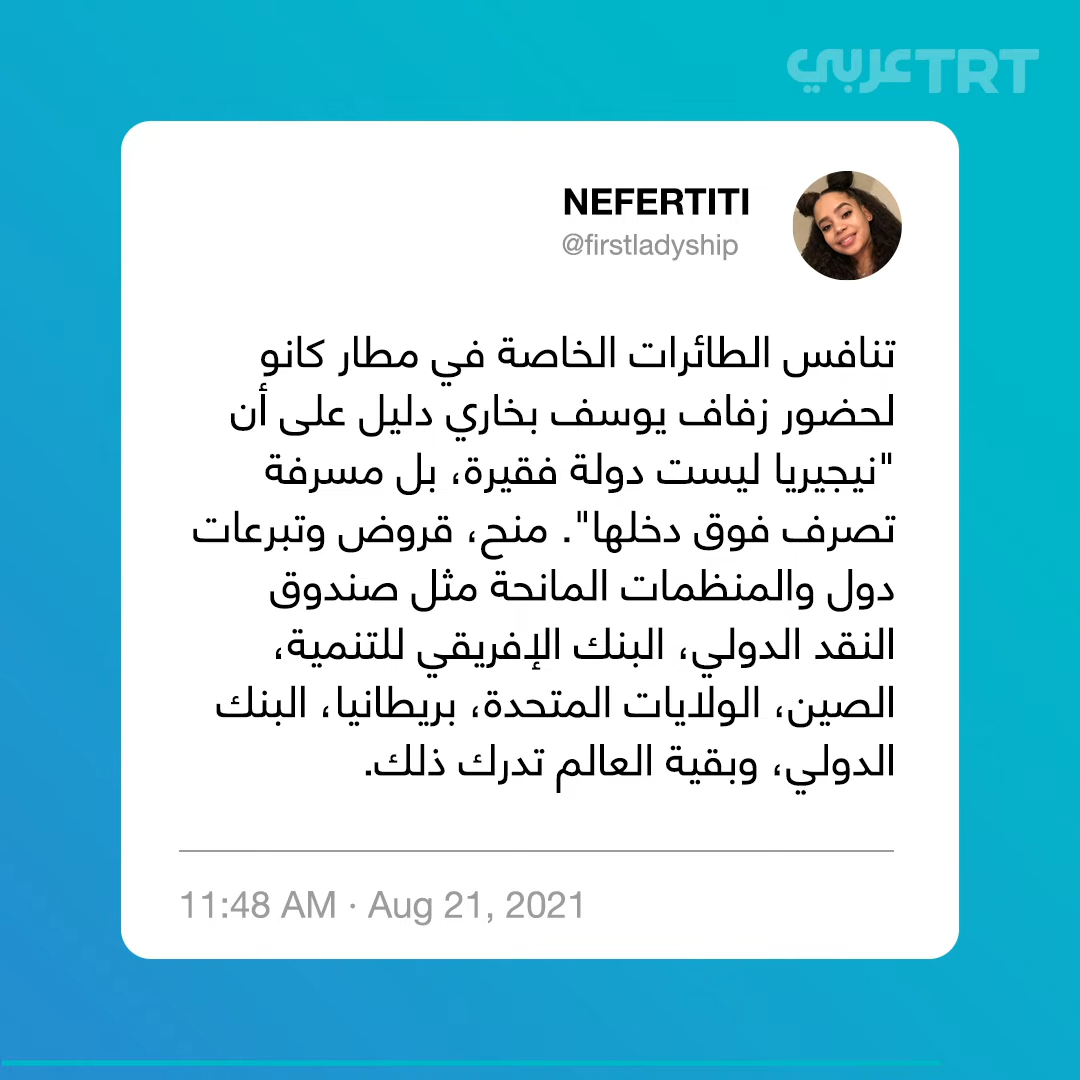 TRT عربي
NEFERTITI
@firstladyship
تنافس الطائرات الخاصة في مطار كانو
لحضور زفاف يوسف بخاري دليل على أن
"نيجيريا ليست دولة فقيرة، بل مسرفة
تصرف فوق دخلها". منح، قروض وتبرعات
دول والمنظمات المانحة مثل صندوق
النقد الدولي، البنك الإفريقي للتنمية،
الصين، الولايات المتحدة، بريطانيا، البنك
الدولي، وبقية العالم تدرك ذلك.
11:48 AM · Aug 21, 2021